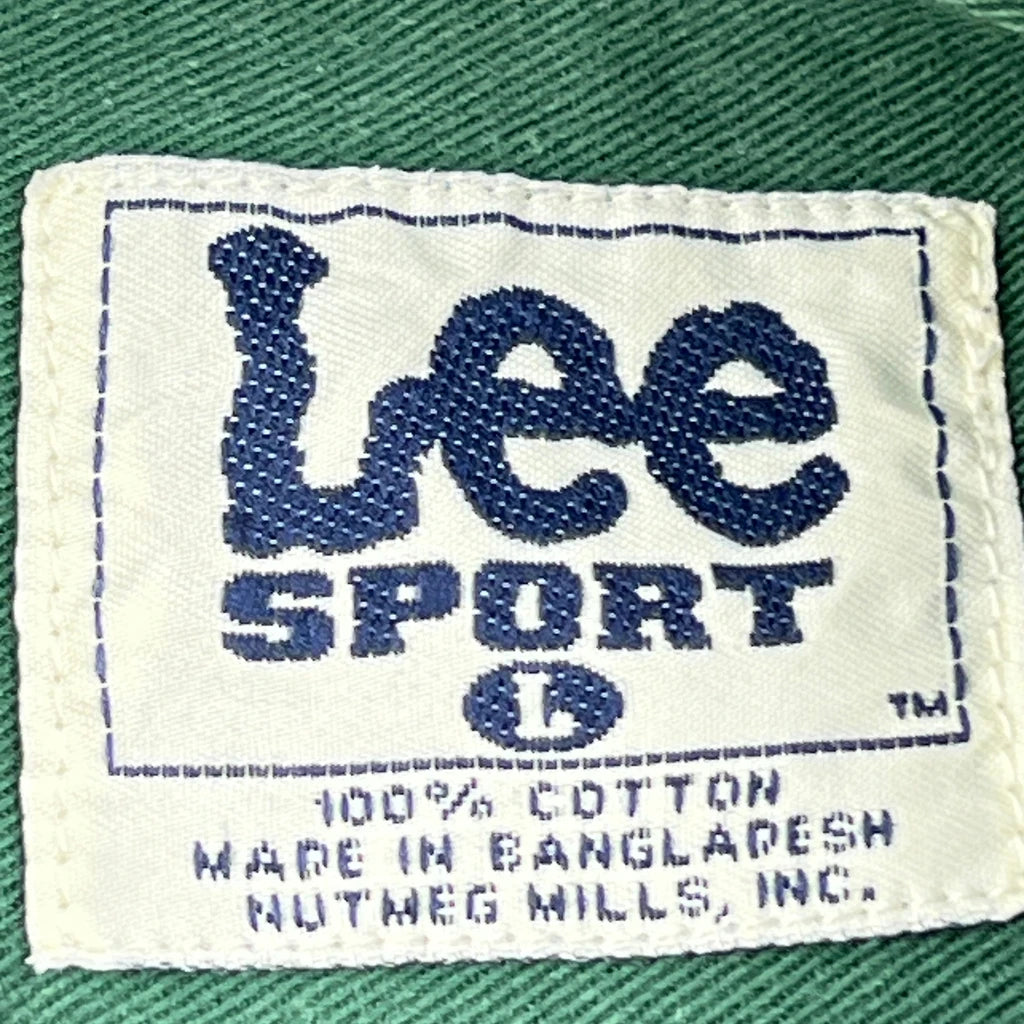 Lee
SPORT
L
TM
100% COTTON
MADE IN BANGLADESH
NUTMEG MILLS, INC.